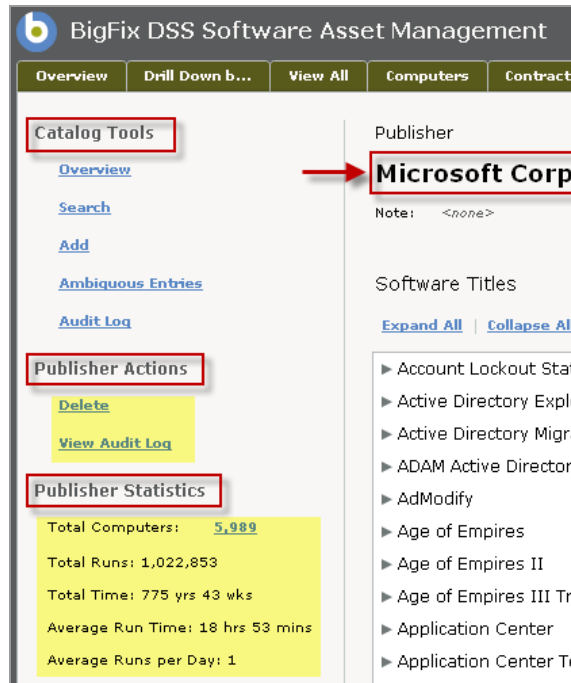 BigFix DSS Software Asset Management
Overview Drill Down b... View All Computers Contract
Catalog Tools
Overview
Search
Add
Ambiguous Entries
Audit Log
Publisher Actions
Delete
View Audit Log
Publisher Statistics
Total Computers: 5,989
Total Runs: 1,022,853
Total Time: 775 yrs 43 wks
Average Run Time: 18 hrs 53 mins
Average Runs per Day: 1
Publisher
Microsoft Corp
Note: <none>
Software Titles
Expand All | Collapse Al
Account Lockout Sta
Active Directory Expl
Active Directory Migr
ADAM Active Director
AdModify
Age of Empires
Age of Empires II
Age of Empires III Tr
Application Center
Application Center T